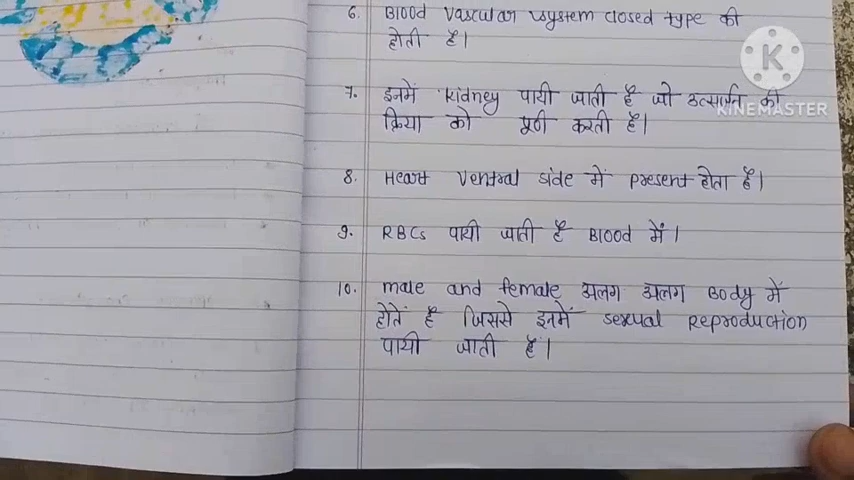 6. Blood Vascular system closed type की
होती है।
K
KINEMASTER
7. इनमें kidney पायी जाती है जो उत्सर्जन की
क्रिया को पूर्ण करती है।
8. Heart Ventral side में present होता है।
9. RBCs पायी जाती है Blood में।
10. male and female अलग अलग Body में
होतें है जिससे इनमें sexual Reproduction
पायी जाती है।